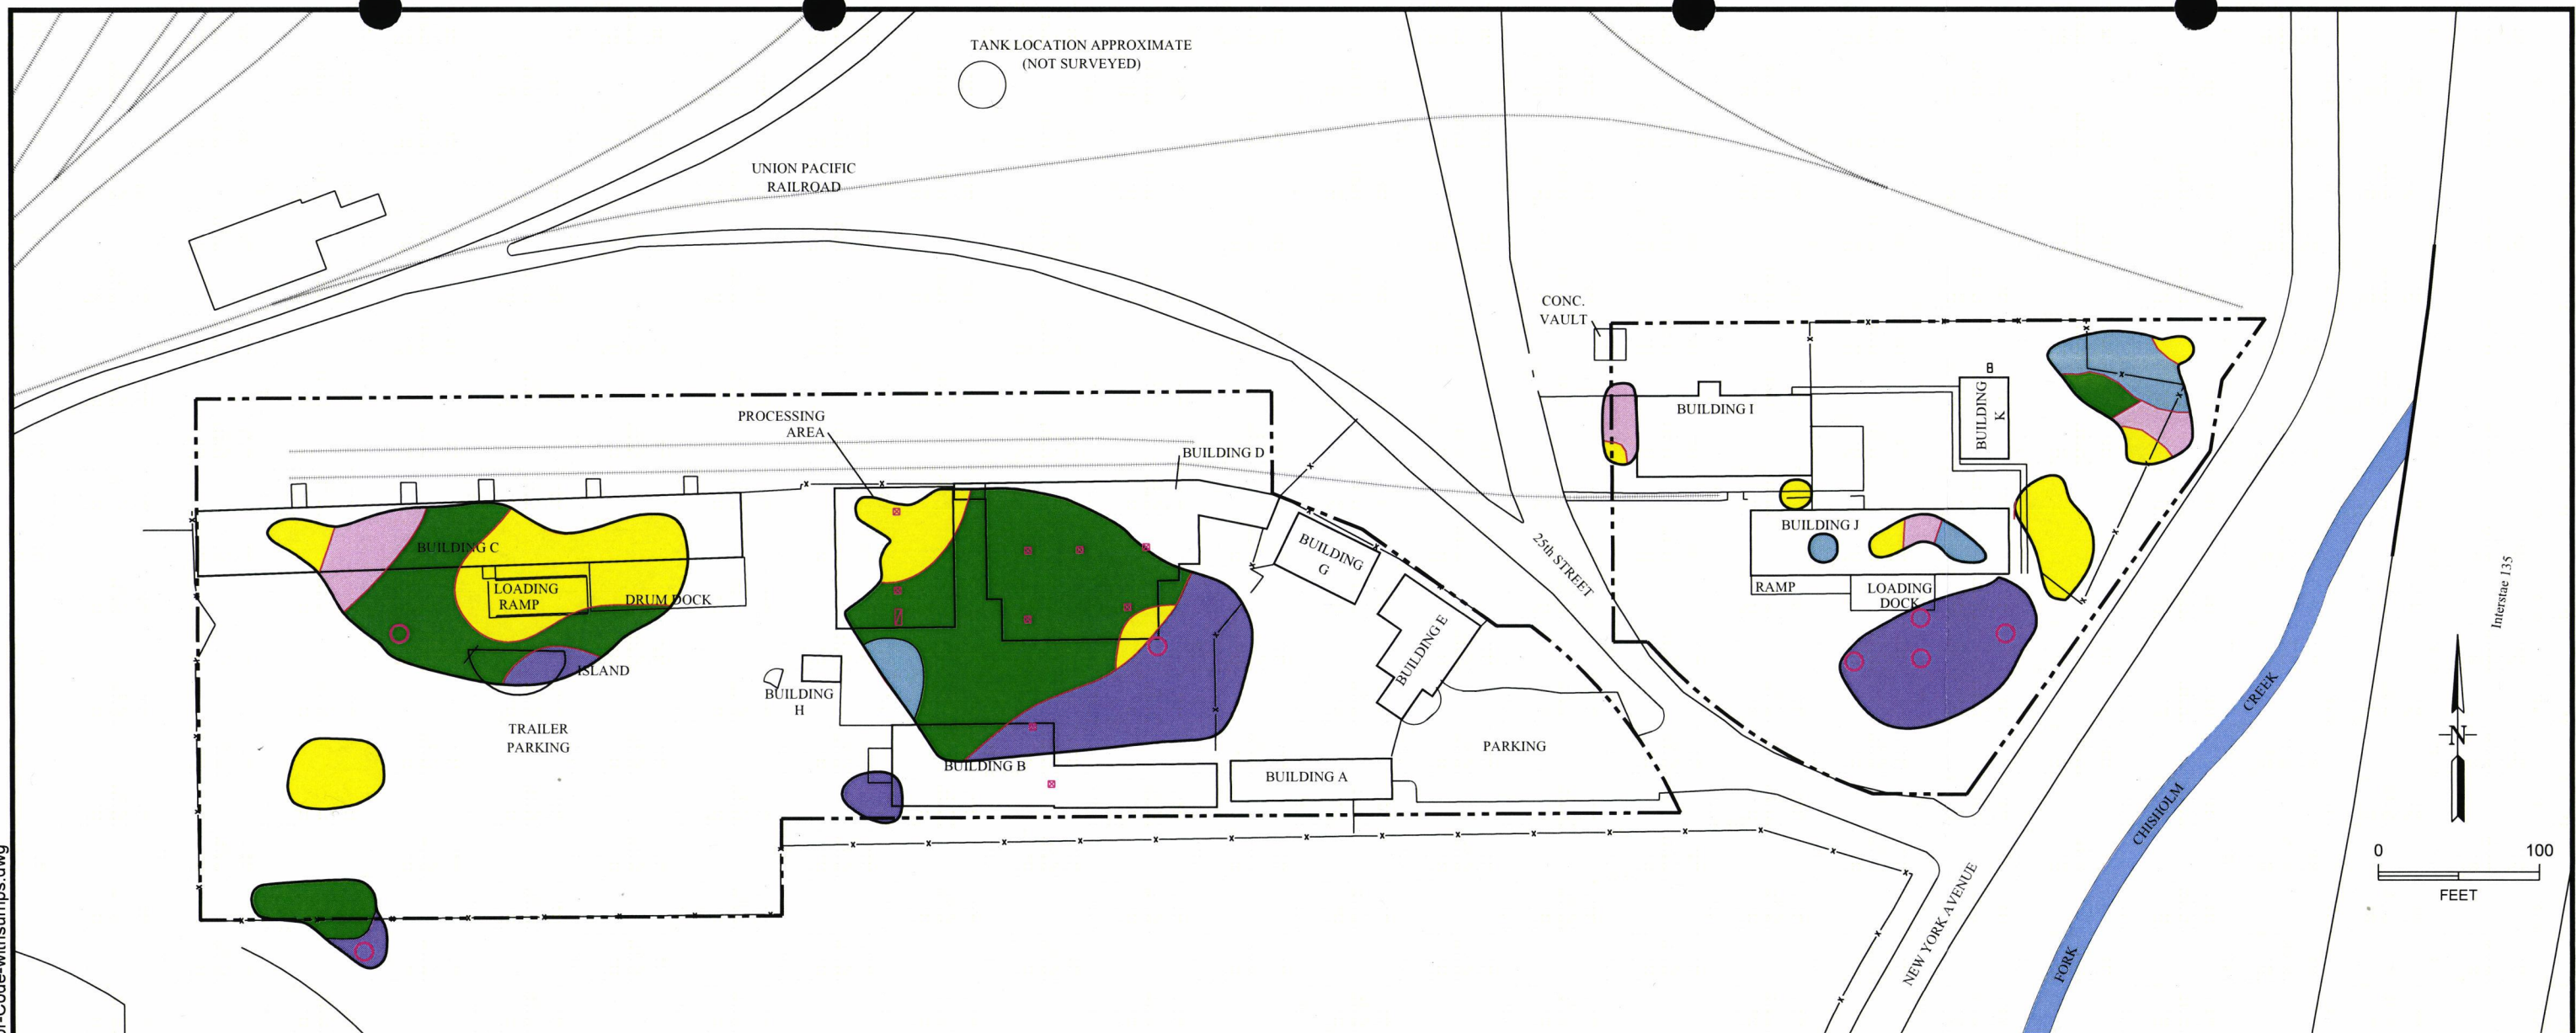 TANK LOCATION APPROXIMATE
(NOT SURVEYED)
UNION PACIFIC
RAILROAD
CONC.
VAULT
PROCESSING
AREA
BUILDING D
BUILDING I
BUILDING
K
BUILDING C
LOADING
RAMP
DRUM DOCK
ISLAND
TRAILER
PARKING
BUILDING
H
BUILDING B
BUILDING A
BUILDING
G
BUILDING E
PARKING
25th STREET
BUILDING J
RAMP
LOADING
DOCK
NEW YORK AVENUE
FORK CHISHOLM CREEK
Interstae 135
N
0 100
FEET